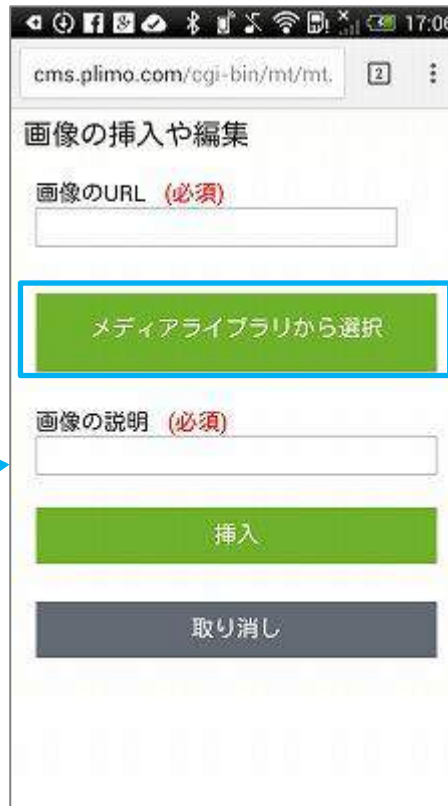 17:06
cms.plimo.com/cgi-bin/mt/mt.
2
画像の挿入や編集
画像のURL (必須)
メディアライブラリから選択
画像の説明 (必須)
挿入
取り消し